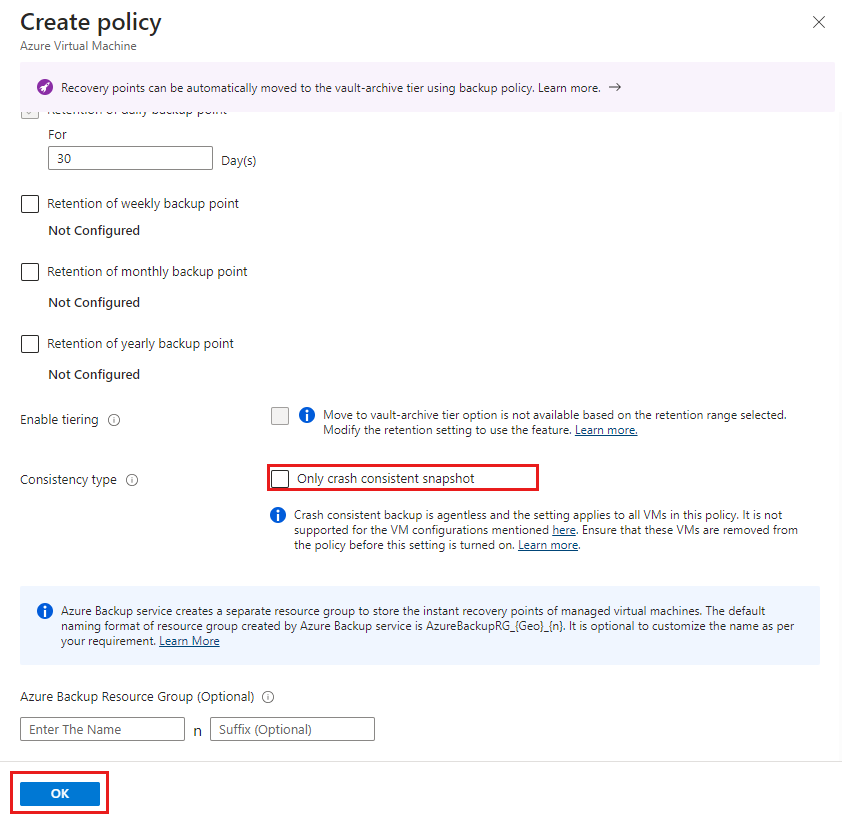 Create policy
Azure Virtual Machine
Recovery points can be automatically moved to the vault-archive tier using backup policy. Learn more. →
Retention of daily backup point
For
30
Day(s)
Retention of weekly backup point
Not Configured
Retention of monthly backup point
Not Configured
Retention of yearly backup point
Not Configured
Enable tiering
Move to vault-archive tier option is not available based on the retention range selected.
Modify the retention setting to use the feature. Learn more.
Consistency type
Only crash consistent snapshot
Crash consistent backup is agentless and the setting applies to all VMs in this policy. It is not
supported for the VM configurations mentioned here. Ensure that these VMs are removed from
the policy before this setting is turned on. Learn more.
Azure Backup service creates a separate resource group to store the instant recovery points of managed virtual machines. The default
naming format of resource group created by Azure Backup service is AzureBackupRG_{Geo}_{n}. It is optional to customize the name as per
your requirement. Learn More
Azure Backup Resource Group (Optional)
Enter The Name n Suffix (Optional)
OK